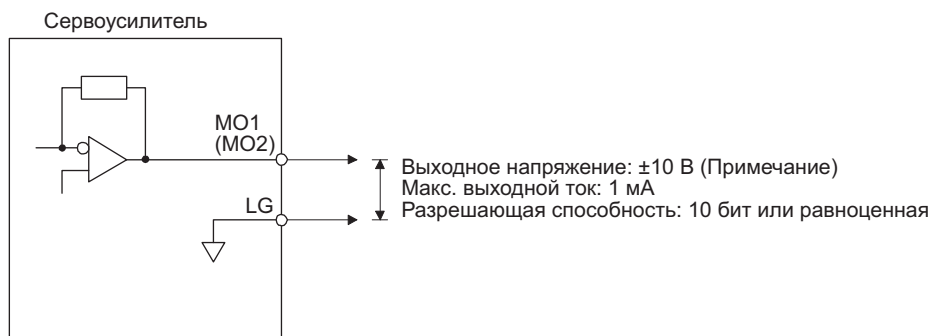 Сервоусилитель
MO1
(MO2)
LG
Выходное напряжение: ±10 В (Примечание)
Макс. выходной ток: 1 мА
Разрешающая способность: 10 бит или равноценная